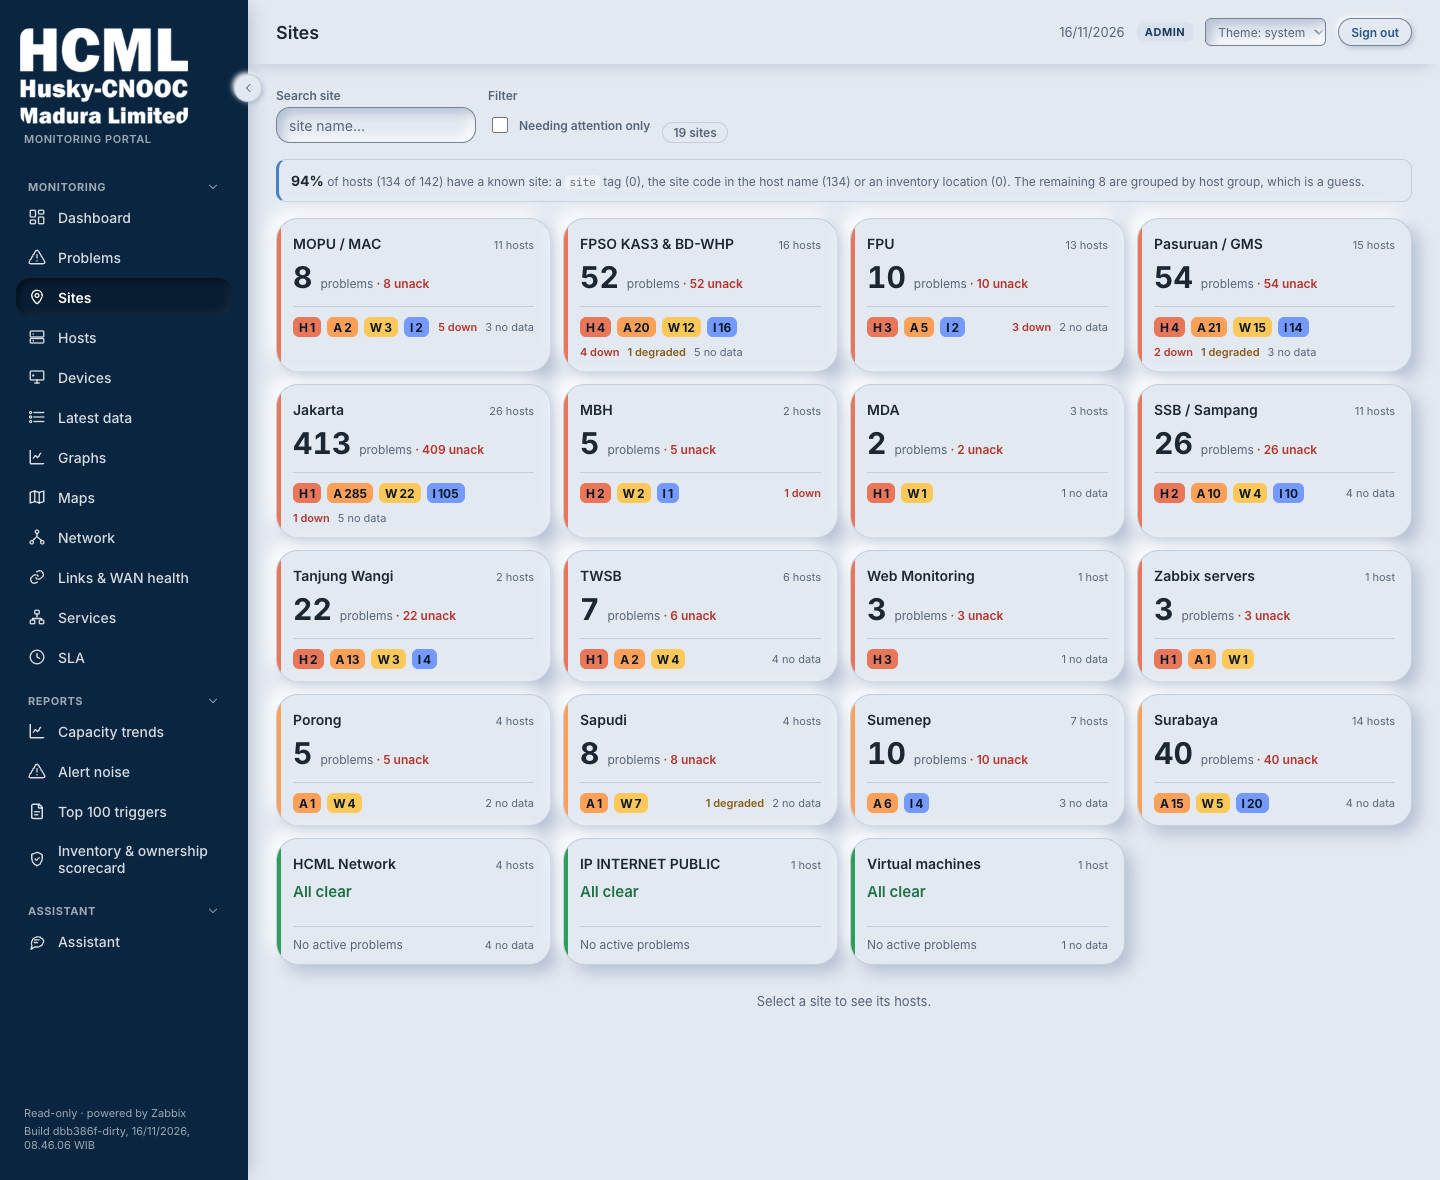 HCML
Husky-CNOOC
Madura Limited
MONITORING PORTAL
MONITORING
Dashboard
Problems
Sites
Hosts
Devices
Latest data
Graphs
Maps
Network
Links & WAN health
Services
SLA
REPORTS
Capacity trends
Alert noise
Top 100 triggers
Inventory & ownership
scorecard
ASSISTANT
Assistant
Read-only · powered by Zabbix
Build dbb386f-dirty, 16/11/2026,
08.46.06 WIB
Sites
16/11/2026 ADMIN Theme: system Sign out
Search site Filter
site name... Needing attention only 19 sites
94% of hosts (134 of 142) have a known site: a site tag (0), the site code in the host name (134) or an inventory location (0). The remaining 8 are grouped by host group, which is a guess.
MOPU / MAC 11 hosts
8 problems · 8 unack
H 1 A 2 W 3 I 2 5 down 3 no data
FPSO KAS3 & BD-WHP 16 hosts
52 problems · 52 unack
H 4 A 20 W 12 I 16
4 down 1 degraded 5 no data
FPU 13 hosts
10 problems · 10 unack
H 3 A 5 I 2 3 down 2 no data
Pasuruan / GMS 15 hosts
54 problems · 54 unack
H 4 A 21 W 15 I 14
2 down 1 degraded 3 no data
Jakarta 26 hosts
413 problems · 409 unack
H 1 A 285 W 22 I 105
1 down 5 no data
MBH 2 hosts
5 problems · 5 unack
H 2 W 2 I 1 1 down
MDA 3 hosts
2 problems · 2 unack
H 1 W 1 1 no data
SSB / Sampang 11 hosts
26 problems · 26 unack
H 2 A 10 W 4 I 10 4 no data
Tanjung Wangi 2 hosts
22 problems · 22 unack
H 2 A 13 W 3 I 4
TWSB 6 hosts
7 problems · 6 unack
H 1 A 2 W 4 4 no data
Web Monitoring 1 host
3 problems · 3 unack
H 3 1 no data
Zabbix servers 1 host
3 problems · 3 unack
H 1 A 1 W 1
Porong 4 hosts
5 problems · 5 unack
A 1 W 4 2 no data
Sapudi 4 hosts
8 problems · 8 unack
A 1 W 7 1 degraded 2 no data
Sumenep 7 hosts
10 problems · 10 unack
A 6 I 4 3 no data
Surabaya 14 hosts
40 problems · 40 unack
A 15 W 5 I 20 4 no data
HCML Network 4 hosts
All clear
No active problems 4 no data
IP INTERNET PUBLIC 1 host
All clear
No active problems
Virtual machines 1 host
All clear
No active problems 1 no data
Select a site to see its hosts.